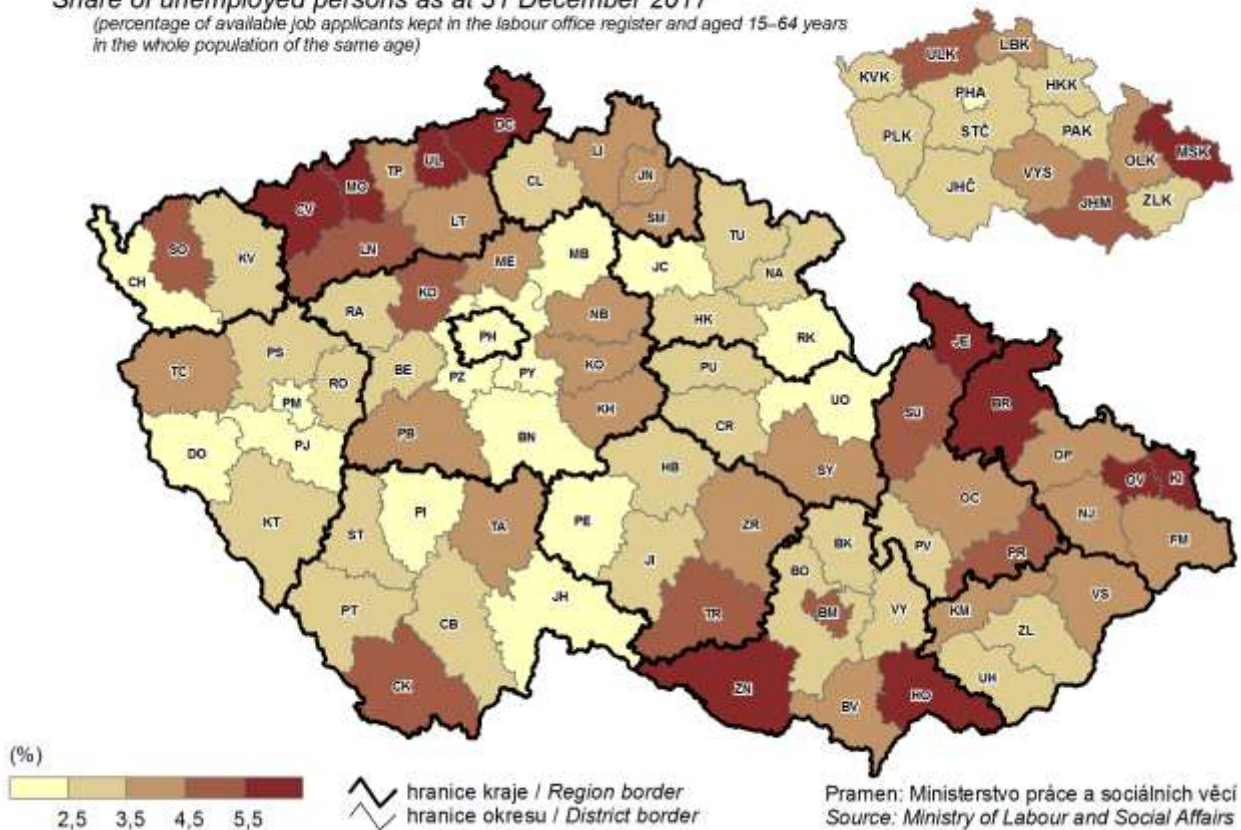 Share of unemployed persons as at 31 December 2017
(percentage of available job applicants kept in the labour office register and aged 15–64 years
in the whole population of the same age)
ULK
LBK
KVK
HKK
PHA
PLK
STČ
PAK
OLK
MSK
VYS
JHČ
JHM
ZLK
DC
UL
TP
MO
CV
LT
LN
CL
LI
JN
SM
SO
KV
CH
ME
MB
JC
TU
NA
RA
KD
NB
HK
RK
PH
TC
PS
RO
BE
PZ
PY
KO
PU
PM
KH
UO
JE
BR
SU
DO
PJ
PB
BN
CR
HB
SY
OP
OV
KI
KT
ST
PI
TA
PE
ZR
OC
NJ
FM
JI
BK
PV
PR
BO
PT
CB
JH
TR
BM
VY
KM
VS
ZL
CK
ZN
BV
HO
UH
(%)
2,5 3,5 4,5 5,5
hranice kraje / Region border
hranice okresu / District border
Pramen: Ministerstvo práce a sociálních věcí
Source: Ministry of Labour and Social Affairs